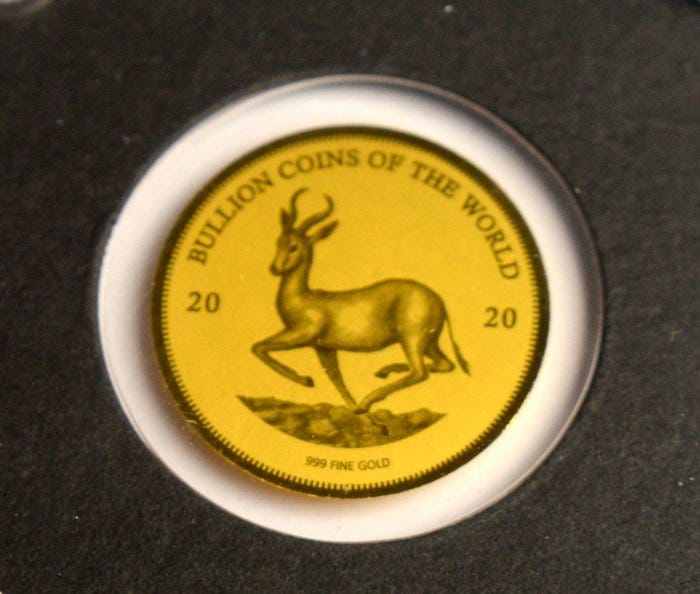 BULLION COINS OF THE WORLD
20 20
999 FINE GOLD